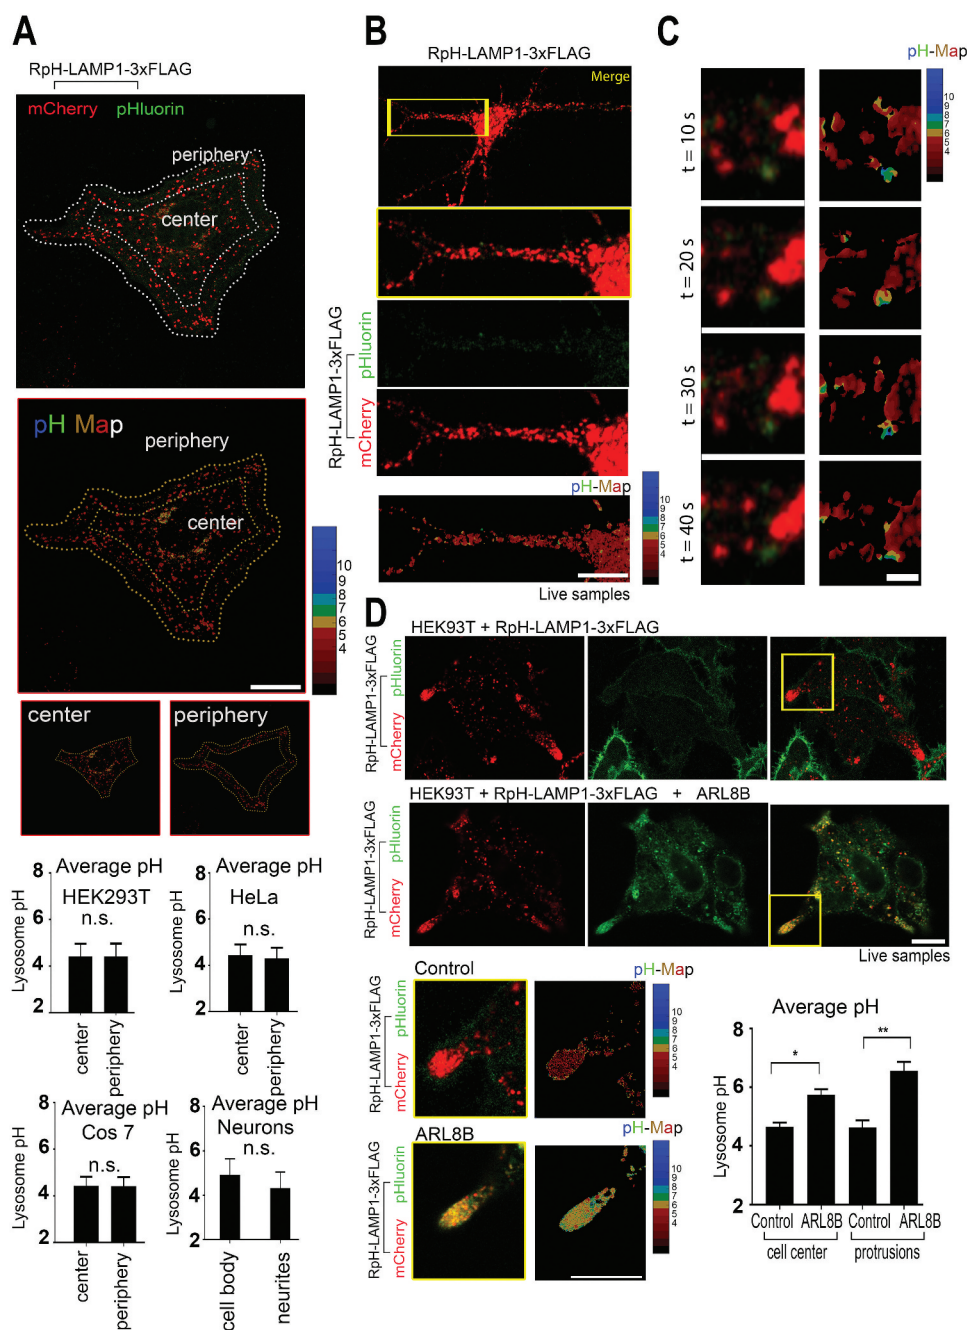 A
RpH-LAMP1-3xFLAG
mCherry pHluorin
periphery
center
pH Map
periphery
center
10
9
8
7
6
5
4
center
periphery
8
6
4
2
Lysosome pH
Average pH
HEK293T
n.s.
center
periphery
8
6
4
2
Lysosome pH
Average pH
HeLa
n.s.
center
periphery
8
6
4
2
Lysosome pH
Average pH
Cos 7
n.s.
center
periphery
8
6
4
2
Lysosome pH
Average pH
Neurons
n.s.
cell body
neurites
B
RpH-LAMP1-3xFLAG
Merge
RpH-LAMP1-3xFLAG
pHluorin
mCherry
pH-Map
10
9
8
7
6
5
4
Live samples
C
pH-Map
10
9
8
7
6
5
4
t = 10 s
t = 20 s
t = 30 s
t = 40 s
D
HEK93T + RpH-LAMP1-3xFLAG
RpH-LAMP1-3xFLAG
mCherry pHluorin
HEK93T + RpH-LAMP1-3xFLAG + ARL8B
RpH-LAMP1-3xFLAG
mCherry pHluorin
Live samples
Control
RpH-LAMP1-3xFLAG
mCherry pHluorin
pH-Map
10
9
8
7
6
5
4
ARL8B
RpH-LAMP1-3xFLAG
mCherry pHluorin
pH-Map
10
9
8
7
6
5
4
Average pH
8
6
4
2
Lysosome pH
*
**
Control ARL8B Control ARL8B
cell center protrusions